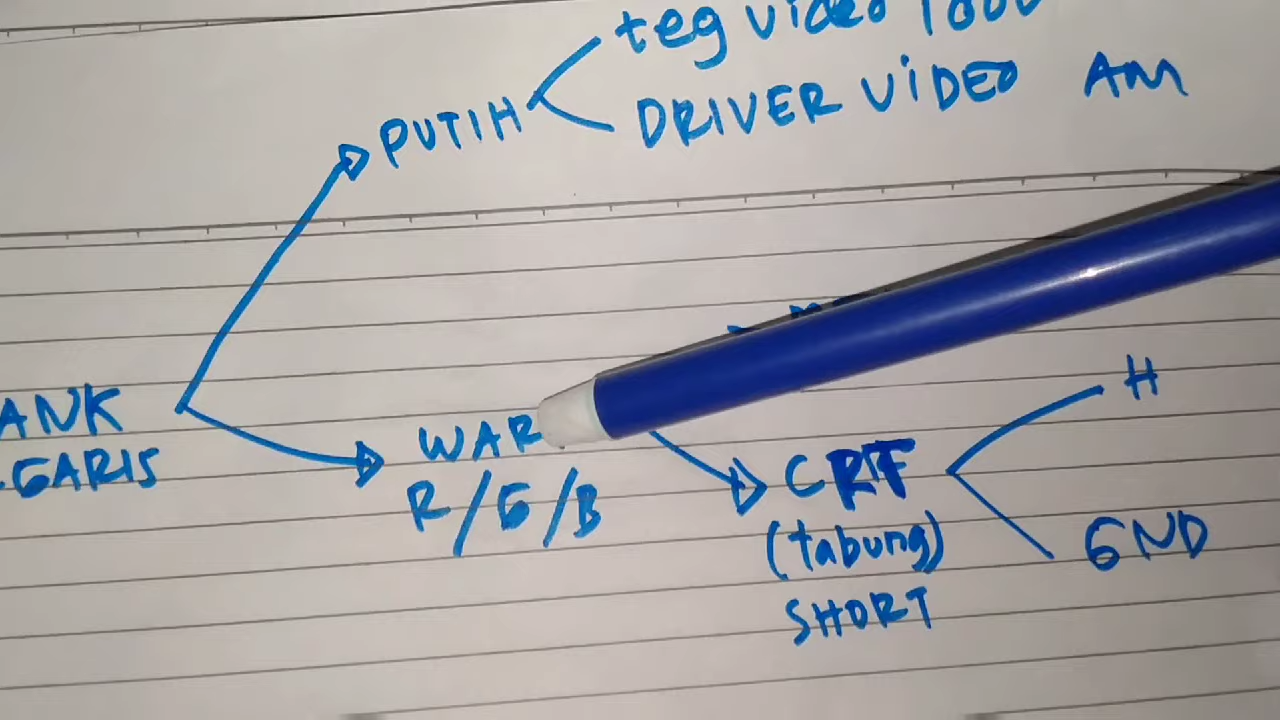 teg video
DRIVER VIDEO AM
PUTIH
ANK
GARIS
WAR
R/G/B
CRT
(tabung)
SHORT
H
GND